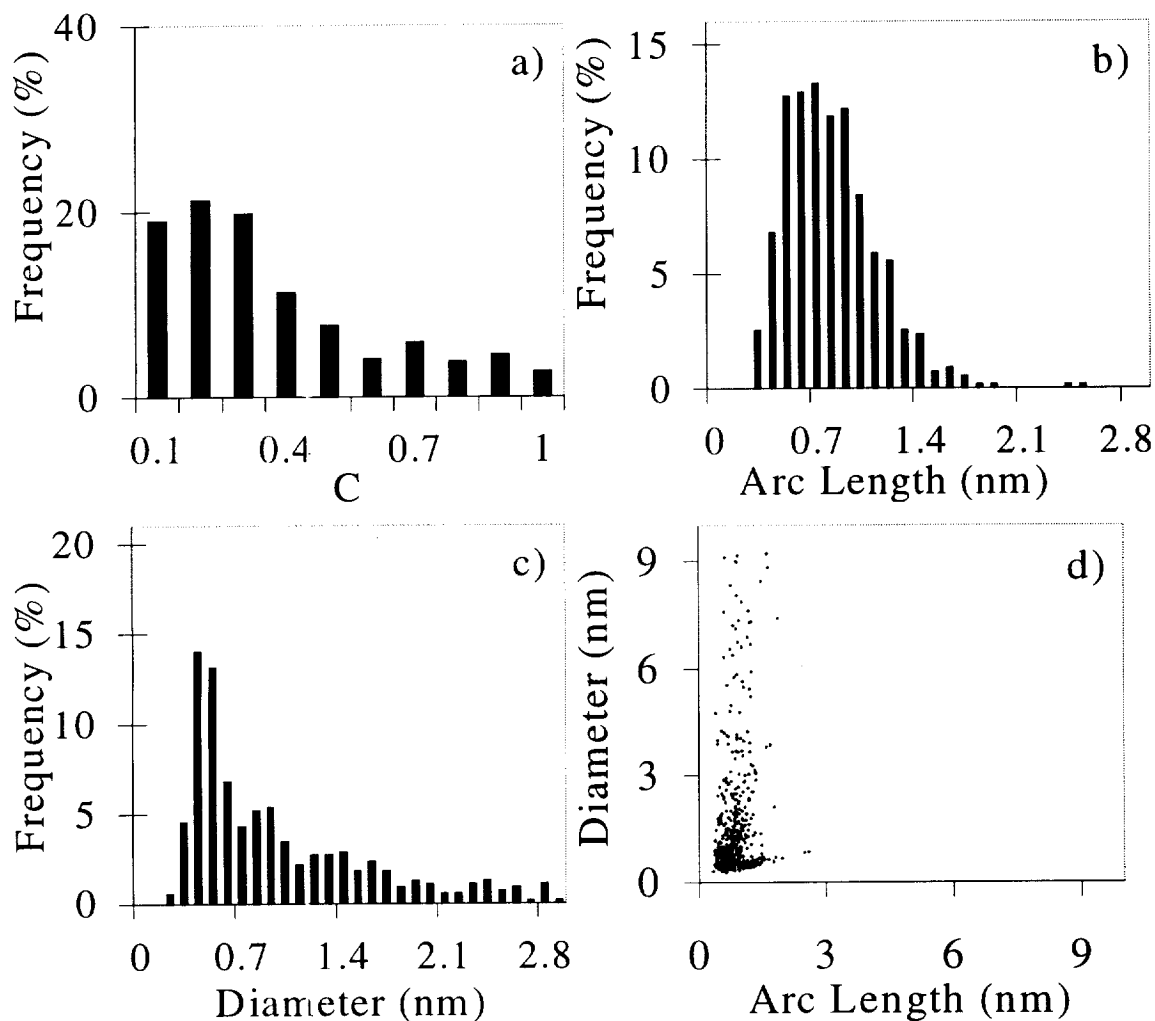 a)
Frequency (%)
40
20
0
0.1 0.4 0.7 1
C
b)
Frequency (%)
15
10
5
0
0 0.7 1.4 2.1 2.8
Arc Length (nm)
c)
Frequency (%)
20
15
10
5
0
0 0.7 1.4 2.1 2.8
Diameter (nm)
d)
Diameter (nm)
9
6
3
0
0 3 6 9
Arc Length (nm)